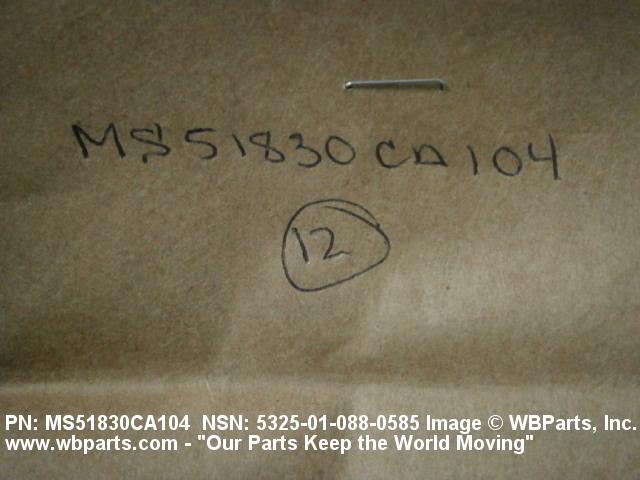 MS51830CA104
12
PN: MS51830CA104 NSN: 5325-01-088-0585 Image © WBParts, Inc.
www.wbparts.com - "Our Parts Keep the World Moving"